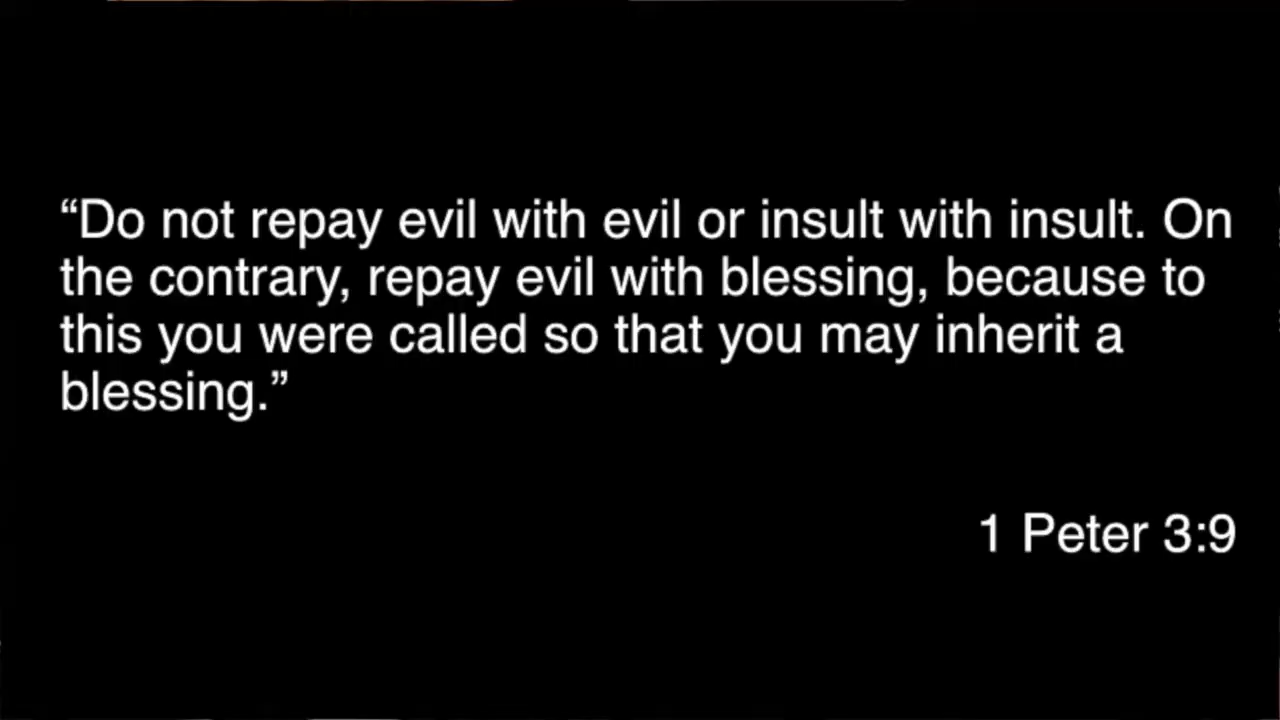 “Do not repay evil with evil or insult with insult. On
the contrary, repay evil with blessing, because to
this you were called so that you may inherit a
blessing.”
1 Peter 3:9